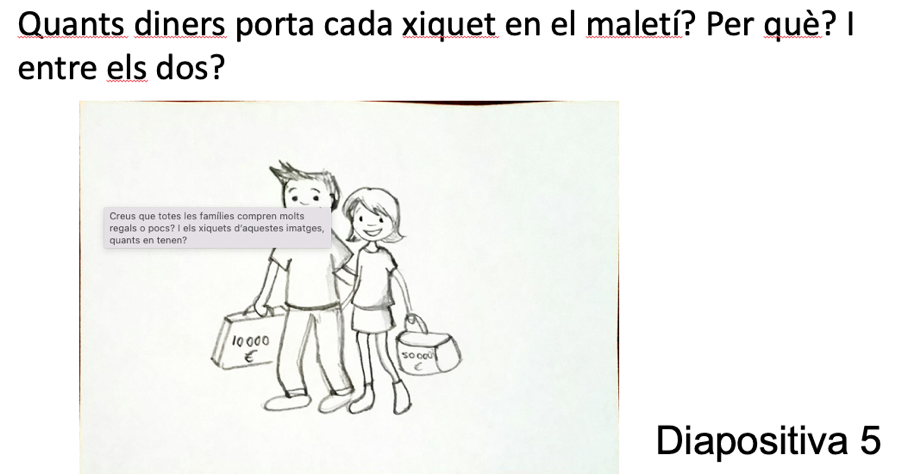 Quants diners porta cada xiquet en el maletí? Per què? I
entre els dos?
Creus que totes les famílies compren molts
regals o pocs? I els xiquets d'aquestes imatges,
quants en tenen?
10 000
€
50 000
€
Diapositiva 5